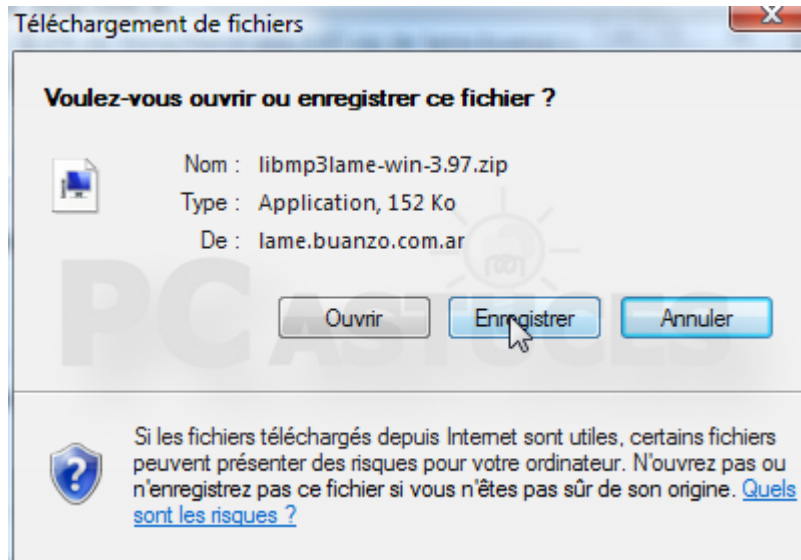 Téléchargement de fichiers
Voulez-vous ouvrir ou enregistrer ce fichier ?
Nom : libmp3lame-win-3.97.zip
Type : Application, 152 Ko
De : lame.buanzo.com.ar
PC ASTUCES
Ouvrir Enregistrer Annuler
Si les fichiers téléchargés depuis Internet sont utiles, certains fichiers
peuvent présenter des risques pour votre ordinateur. N'ouvrez pas ou
n'enregistrez pas ce fichier si vous n'êtes pas sûr de son origine. Quels
sont les risques ?